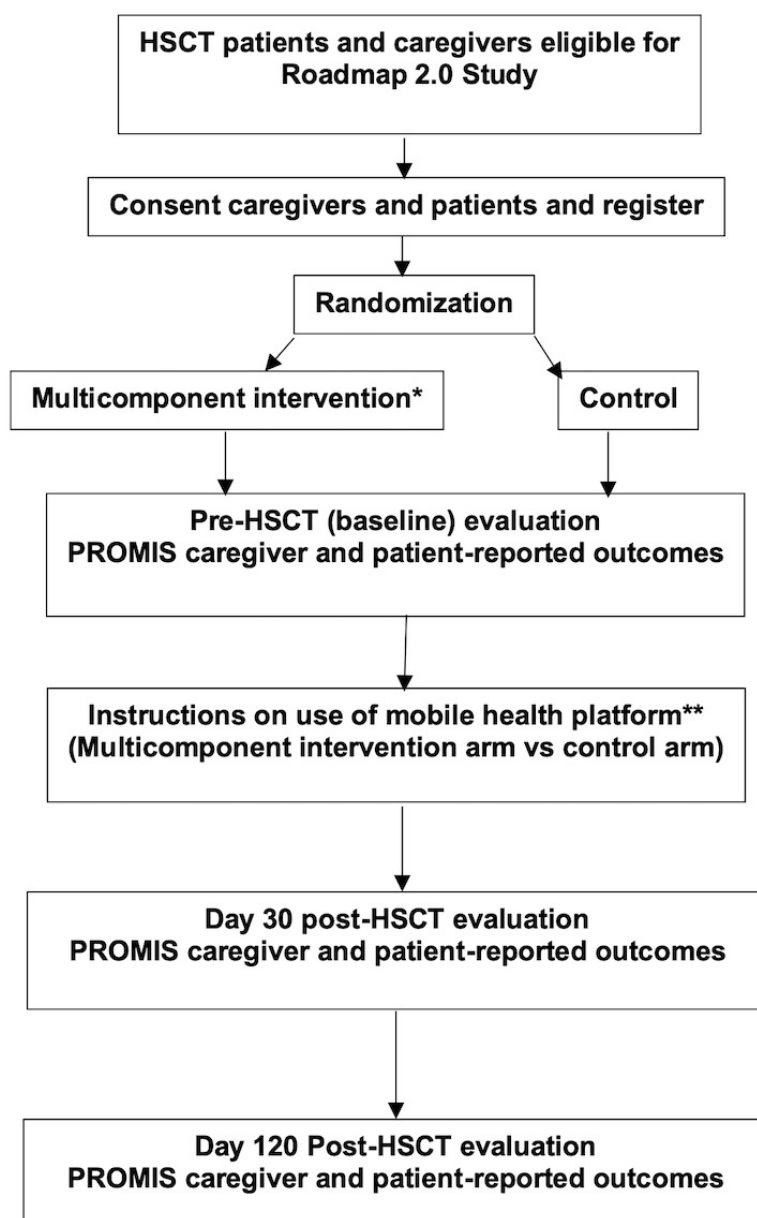 HSCT patients and caregivers eligible for
Roadmap 2.0 Study
Consent caregivers and patients and register
Randomization
Multicomponent intervention*
Control
Pre-HSCT (baseline) evaluation
PROMIS caregiver and patient-reported outcomes
Instructions on use of mobile health platform**
(Multicomponent intervention arm vs control arm)
Day 30 post-HSCT evaluation
PROMIS caregiver and patient-reported outcomes
Day 120 Post-HSCT evaluation
PROMIS caregiver and patient-reported outcomes